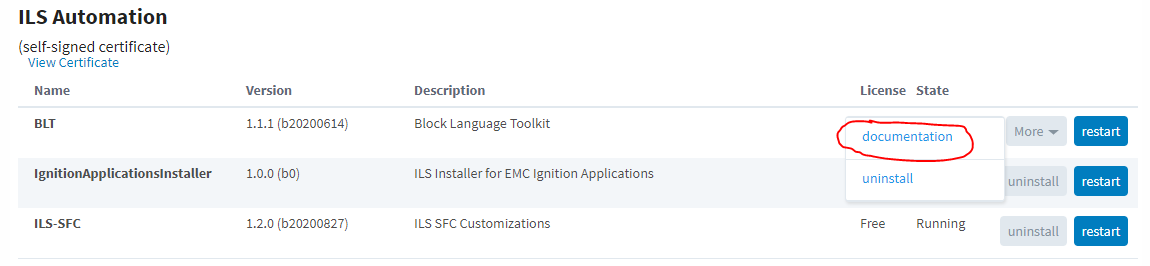 ILS Automation
(self-signed certificate)
View Certificate
Name Version Description License State
BLT 1.1.1 (b20200614) Block Language Toolkit documentation More restart
IgnitionApplicationsInstaller 1.0.0 (b0) ILS Installer for EMC Ignition Applications uninstall uninstall restart
ILS-SFC 1.2.0 (b20200827) ILS SFC Customizations Free Running uninstall restart